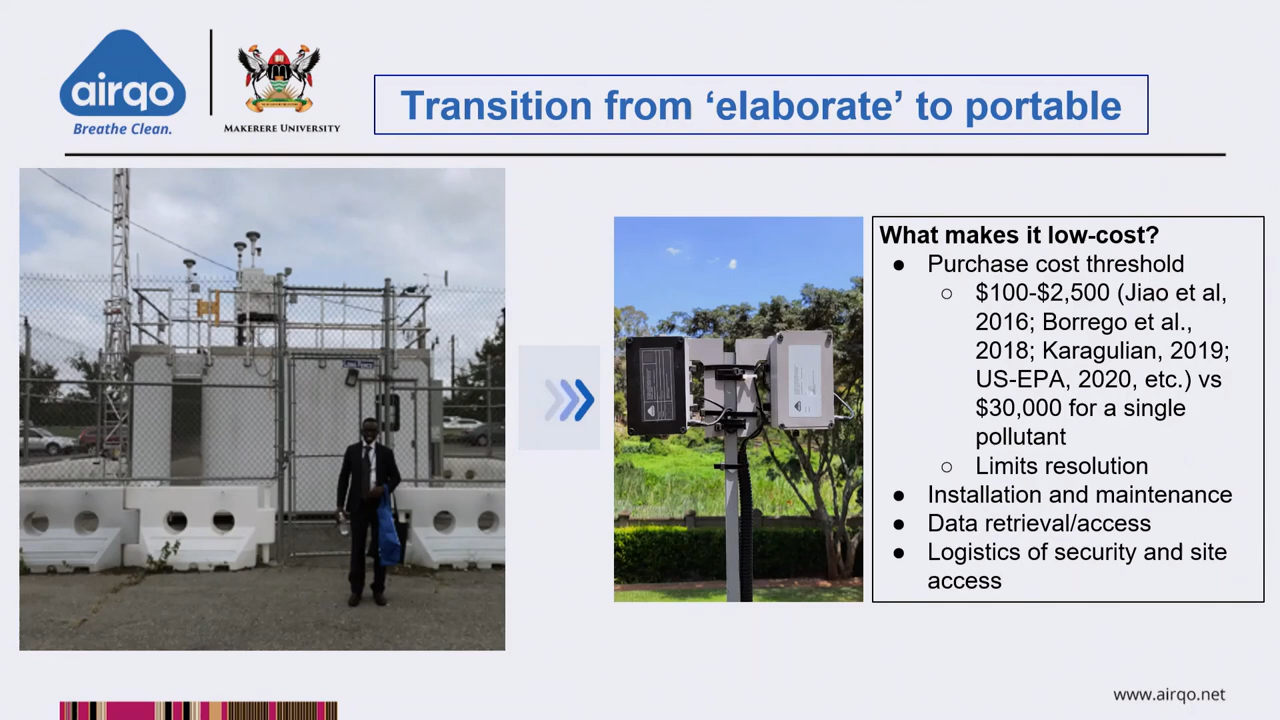 airqo
Breathe Clean.
MAKERERE UNIVERSITY
Transition from ‘elaborate’ to portable
What makes it low-cost?
● Purchase cost threshold
○ $100-$2,500 (Jiao et al,
2016; Borrego et al.,
2018; Karagulian, 2019;
US-EPA, 2020, etc.) vs
$30,000 for a single
pollutant
○ Limits resolution
● Installation and maintenance
● Data retrieval/access
● Logistics of security and site
access
www.airqo.net